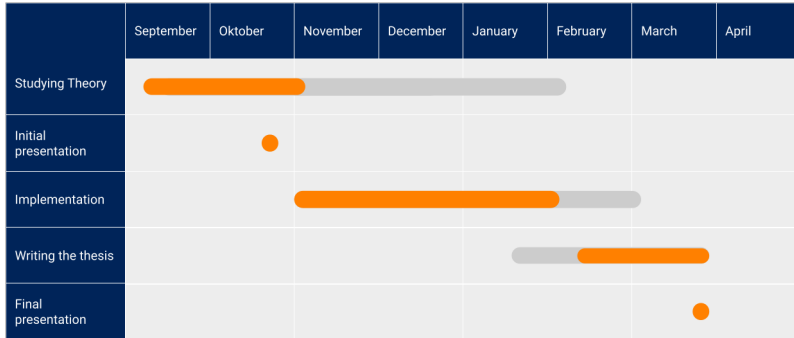 September
Oktober
November
December
January
February
March
April
Studying Theory
Initial
presentation
Implementation
Writing the thesis
Final
presentation